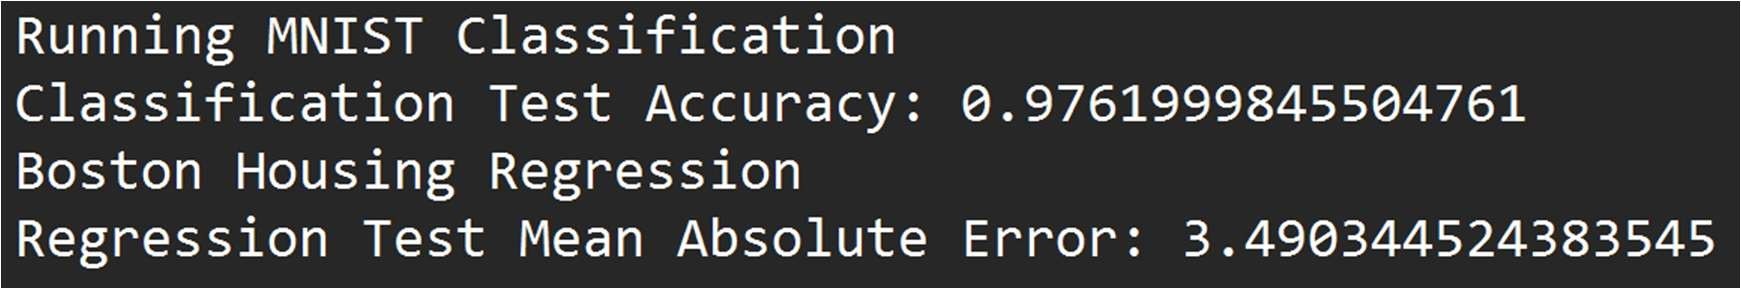 Running MNIST Classification
Classification Test Accuracy: 0.9761999845504761
Boston Housing Regression
Regression Test Mean Absolute Error: 3.490344524383545